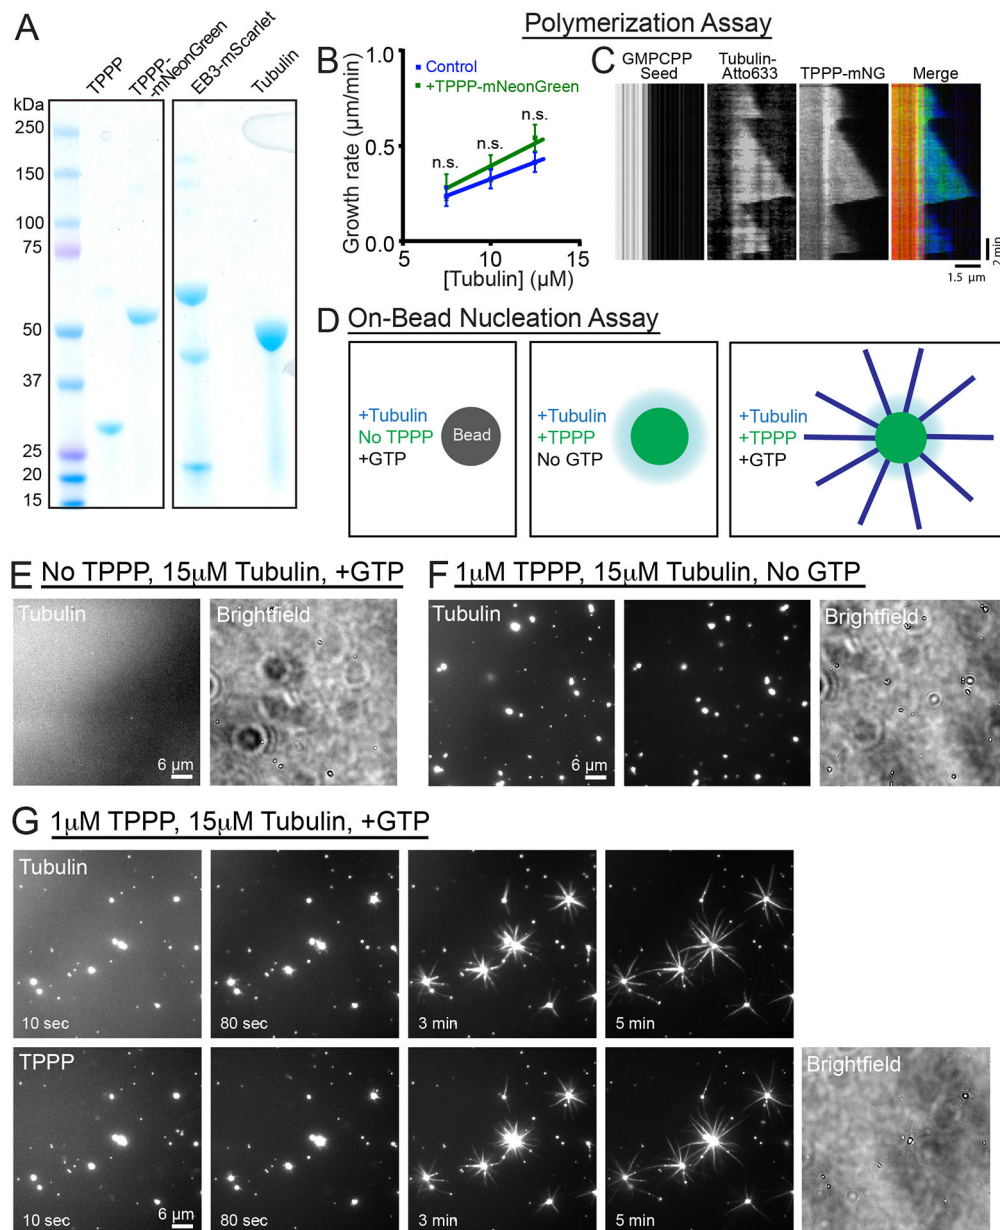 A
TPPP
TPPP-
-mNeonGreen
EB3-mScarlet
Tubulin
kDa
250
150
100
75
50
37
25
20
15
Polymerization Assay
B
Growth rate (µm/min)
1.0
0.5
0.0
Control
+TPPP-mNeonGreen
n.s.
n.s.
n.s.
5
10
15
[Tubulin] (µM)
C
GMPCPP
Seed
Tubulin-
Atto633
TPPP-mNG
Merge
2 min
1.5 µm
D On-Bead Nucleation Assay
+Tubulin
No TPPP
+GTP
Bead
+Tubulin
+TPPP
No GTP
+Tubulin
+TPPP
+GTP
E No TPPP, 15µM Tubulin, +GTP
Tubulin
6 µm
Brightfield
F 1µM TPPP, 15µM Tubulin, No GTP
Tubulin
6 µm
Brightfield
G 1µM TPPP, 15µM Tubulin, +GTP
Tubulin
10 sec
80 sec
3 min
5 min
TPPP
10 sec
6 µm
80 sec
3 min
5 min
Brightfield